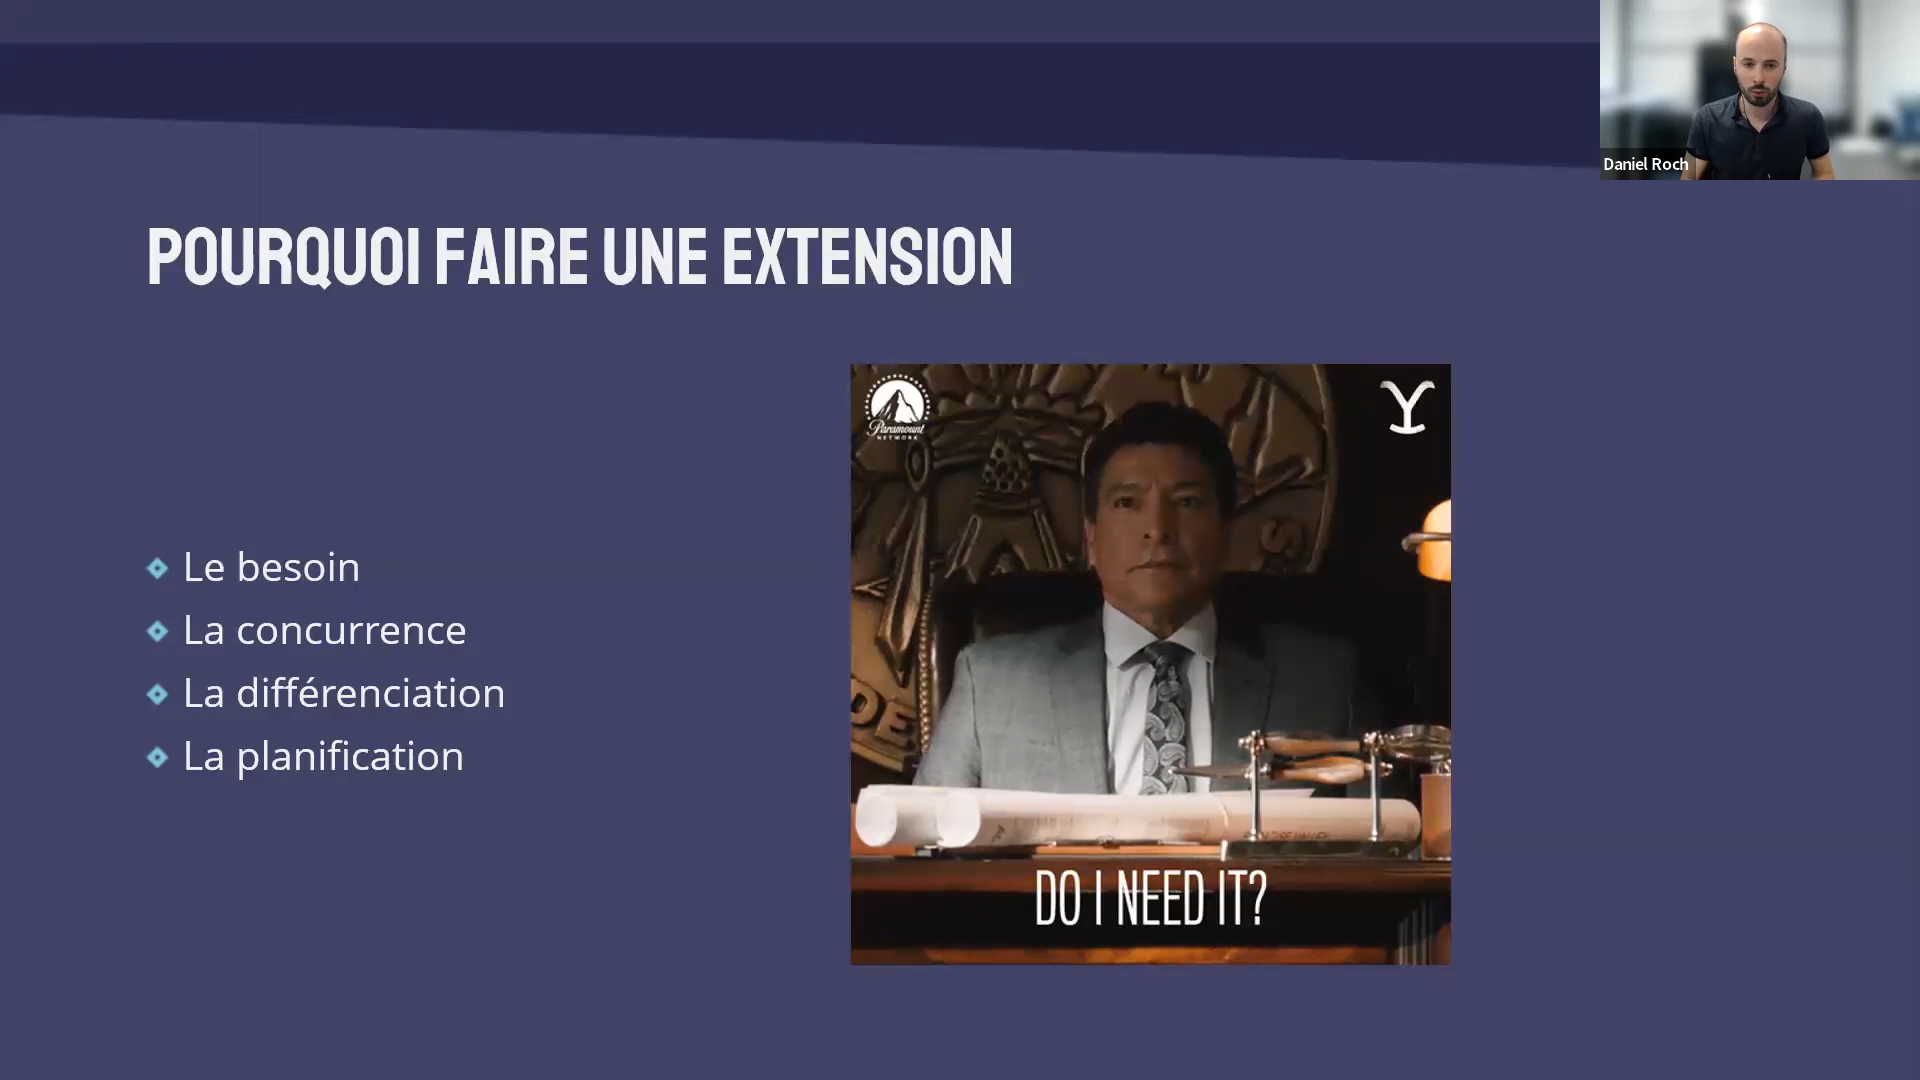 Daniel Roch
POURQUOI FAIRE UNE EXTENSION
Paramount
NETWORK
Y
Le besoin
La concurrence
La différenciation
La planification
DO I NEED IT?